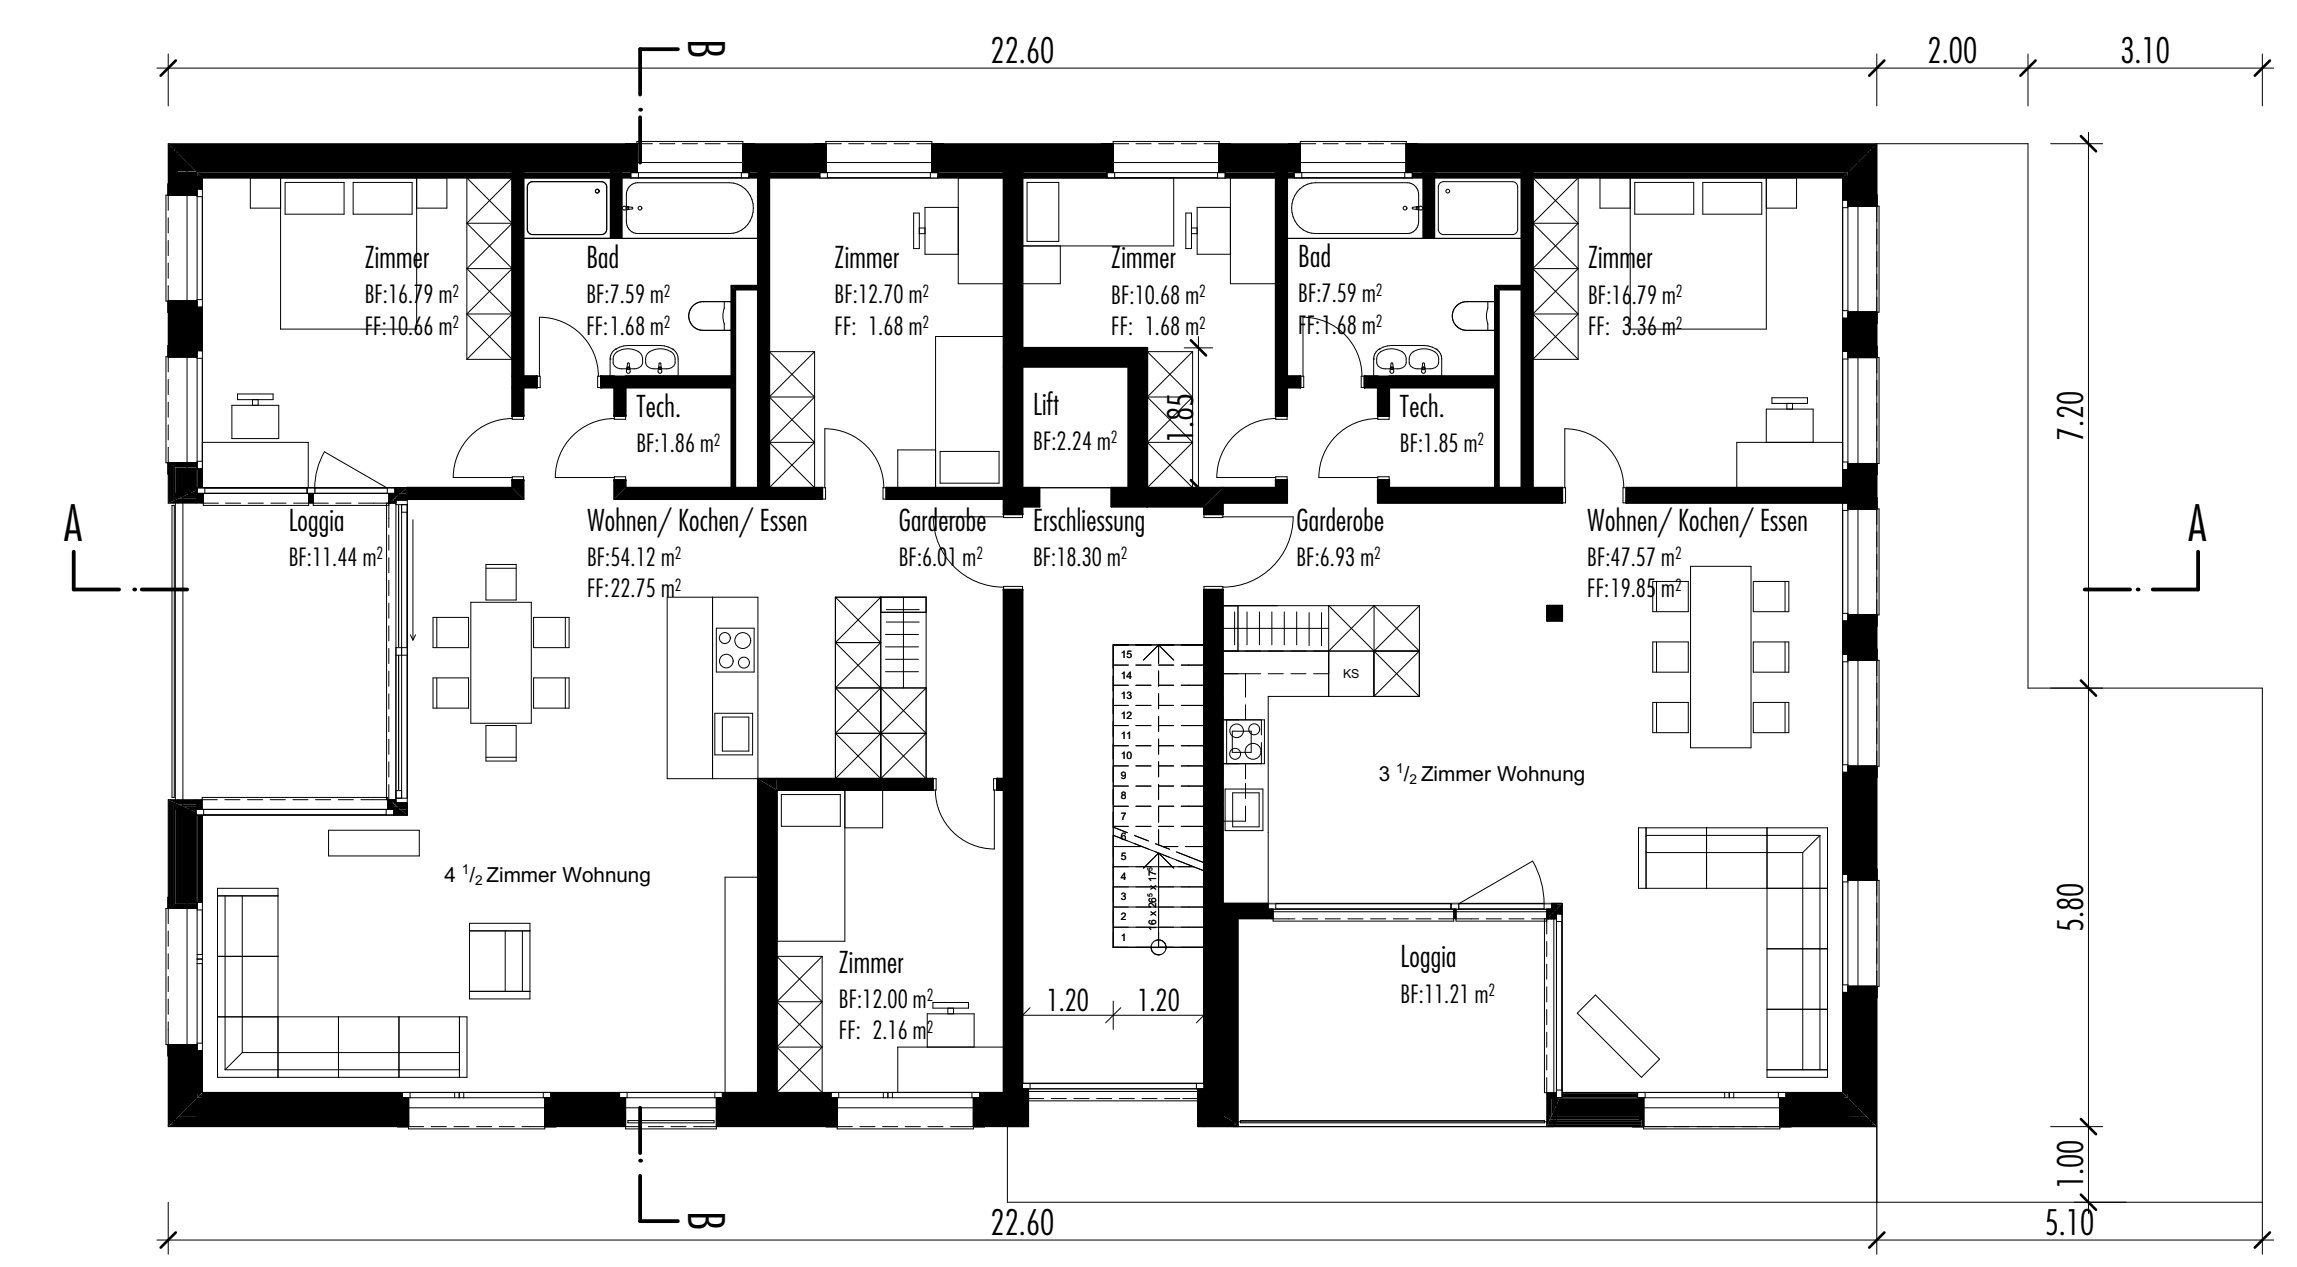 B
22.60
2.00
3.10
Zimmer
BF:16.79 m²
FF:10.66 m²
Bad
BF:7.59 m²
FF:1.68 m²
Zimmer
BF:12.70 m²
FF: 1.68 m²
Zimmer
BF:10.68 m²
FF: 1.68 m²
Bad
BF:7.59 m²
FF:1.68 m²
Zimmer
BF:16.79 m²
FF: 3.36 m²
Tech.
BF:1.86 m²
Lift
BF:2.24 m²
1.85
Tech.
BF:1.85 m²
7.20
A
Loggia
BF:11.44 m²
Wohnen/ Kochen/ Essen
BF:54.12 m²
FF:22.75 m²
Garderobe
BF:6.01 m²
Erschliessung
BF:18.30 m²
Garderobe
BF:6.93 m²
Wohnen/ Kochen/ Essen
BF:47.57 m²
FF:19.85 m²
A
KS
15
14
13
12
11
10
9
8
7
6
5
4
3
2
1
16 x 26⁵ x 17⁵
3 1/2 Zimmer Wohnung
4 1/2 Zimmer Wohnung
5.80
Zimmer
BF:12.00 m²
FF: 2.16 m²
1.20
1.20
Loggia
BF:11.21 m²
1.00
B
22.60
5.10